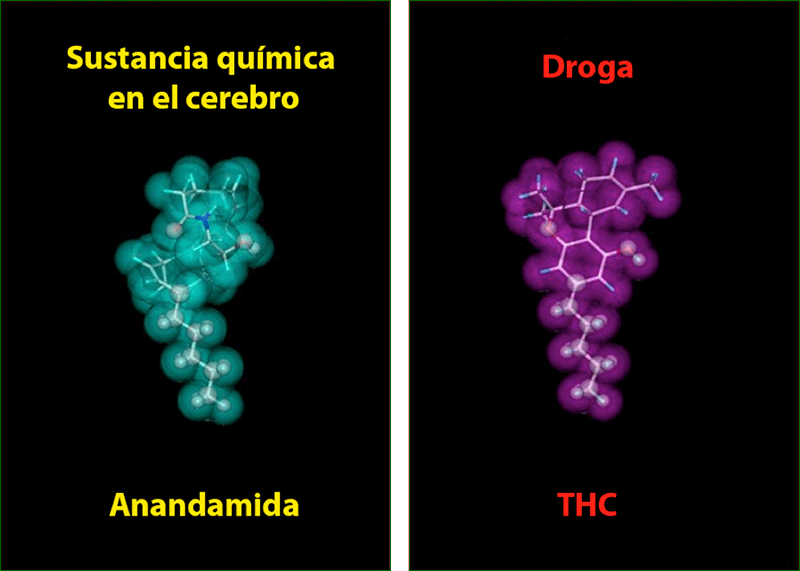 Sustancia química
en el cerebro
Anandamida
Droga
THC